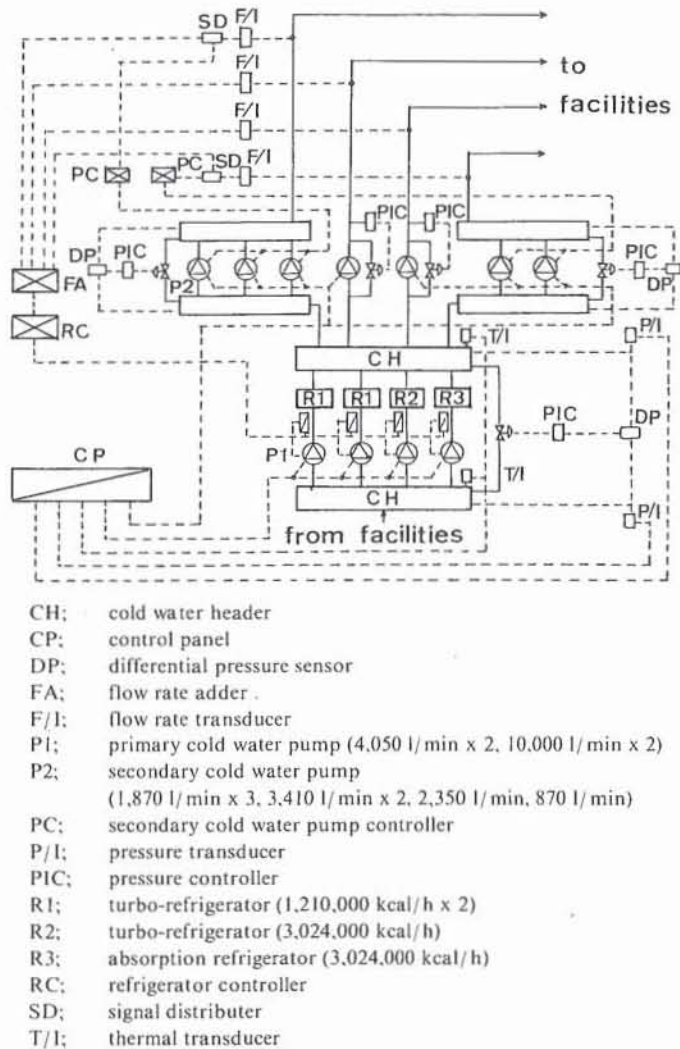 SD F/I
F/I
to
F/I
facilities
PC PC SD F/I
PIC PIC
DP PIC PIC DP
P2
FA
RC
CH T/I P/I
R1 R1 R2 R3
PIC DP
P1
CP
T/I
CH P/I
from facilities
CH; cold water header
CP; control panel
DP; differential pressure sensor
FA; flow rate adder
F/I; flow rate transducer
P1; primary cold water pump (4,050 l/min x 2, 10,000 l/min x 2)
P2; secondary cold water pump
(1,870 l/min x 3, 3,410 l/min x 2, 2,350 l/min, 870 l/min)
PC; secondary cold water pump controller
P/I; pressure transducer
PIC; pressure controller
R1; turbo-refrigerator (1,210,000 kcal/h x 2)
R2; turbo-refrigerator (3,024,000 kcal/h)
R3; absorption refrigerator (3,024,000 kcal/h)
RC; refrigerator controller
SD; signal distributer
T/I; thermal transducer